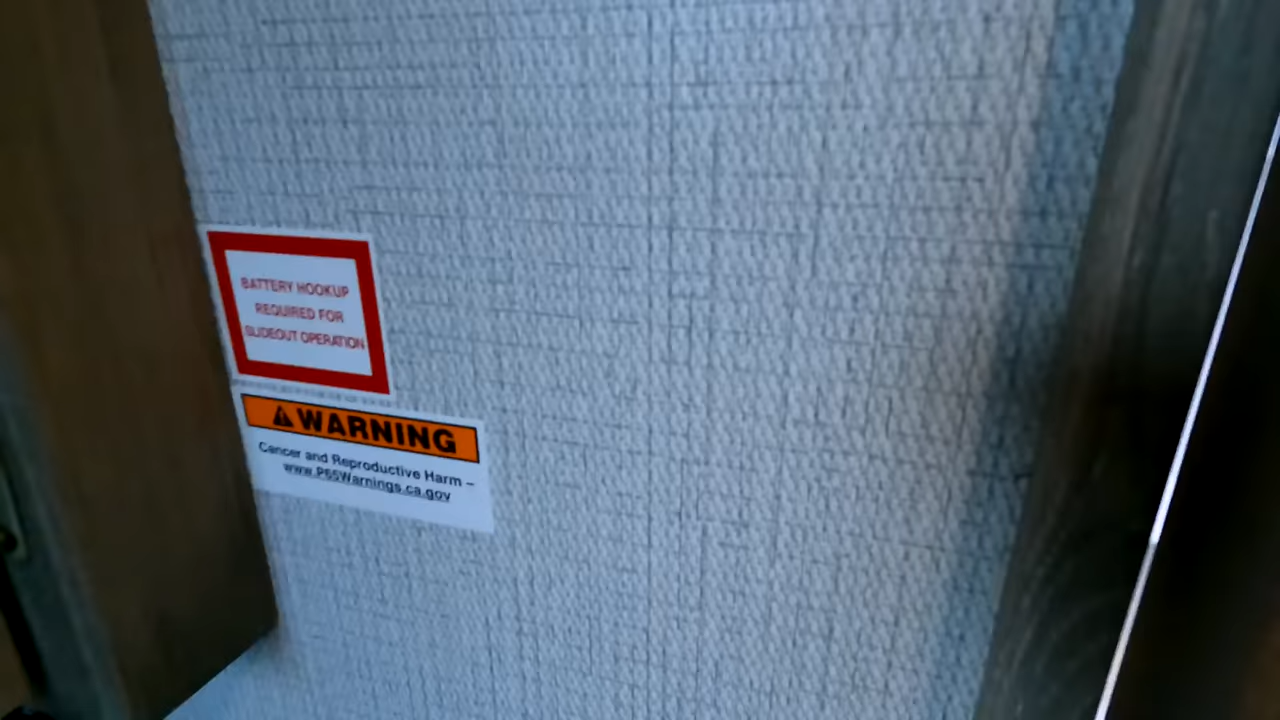 BATTERY HOOKUP
REQUIRED FOR
SLIDEOUT OPERATION
WARNING
Cancer and Reproductive Harm –
www.P65Warnings.ca.gov